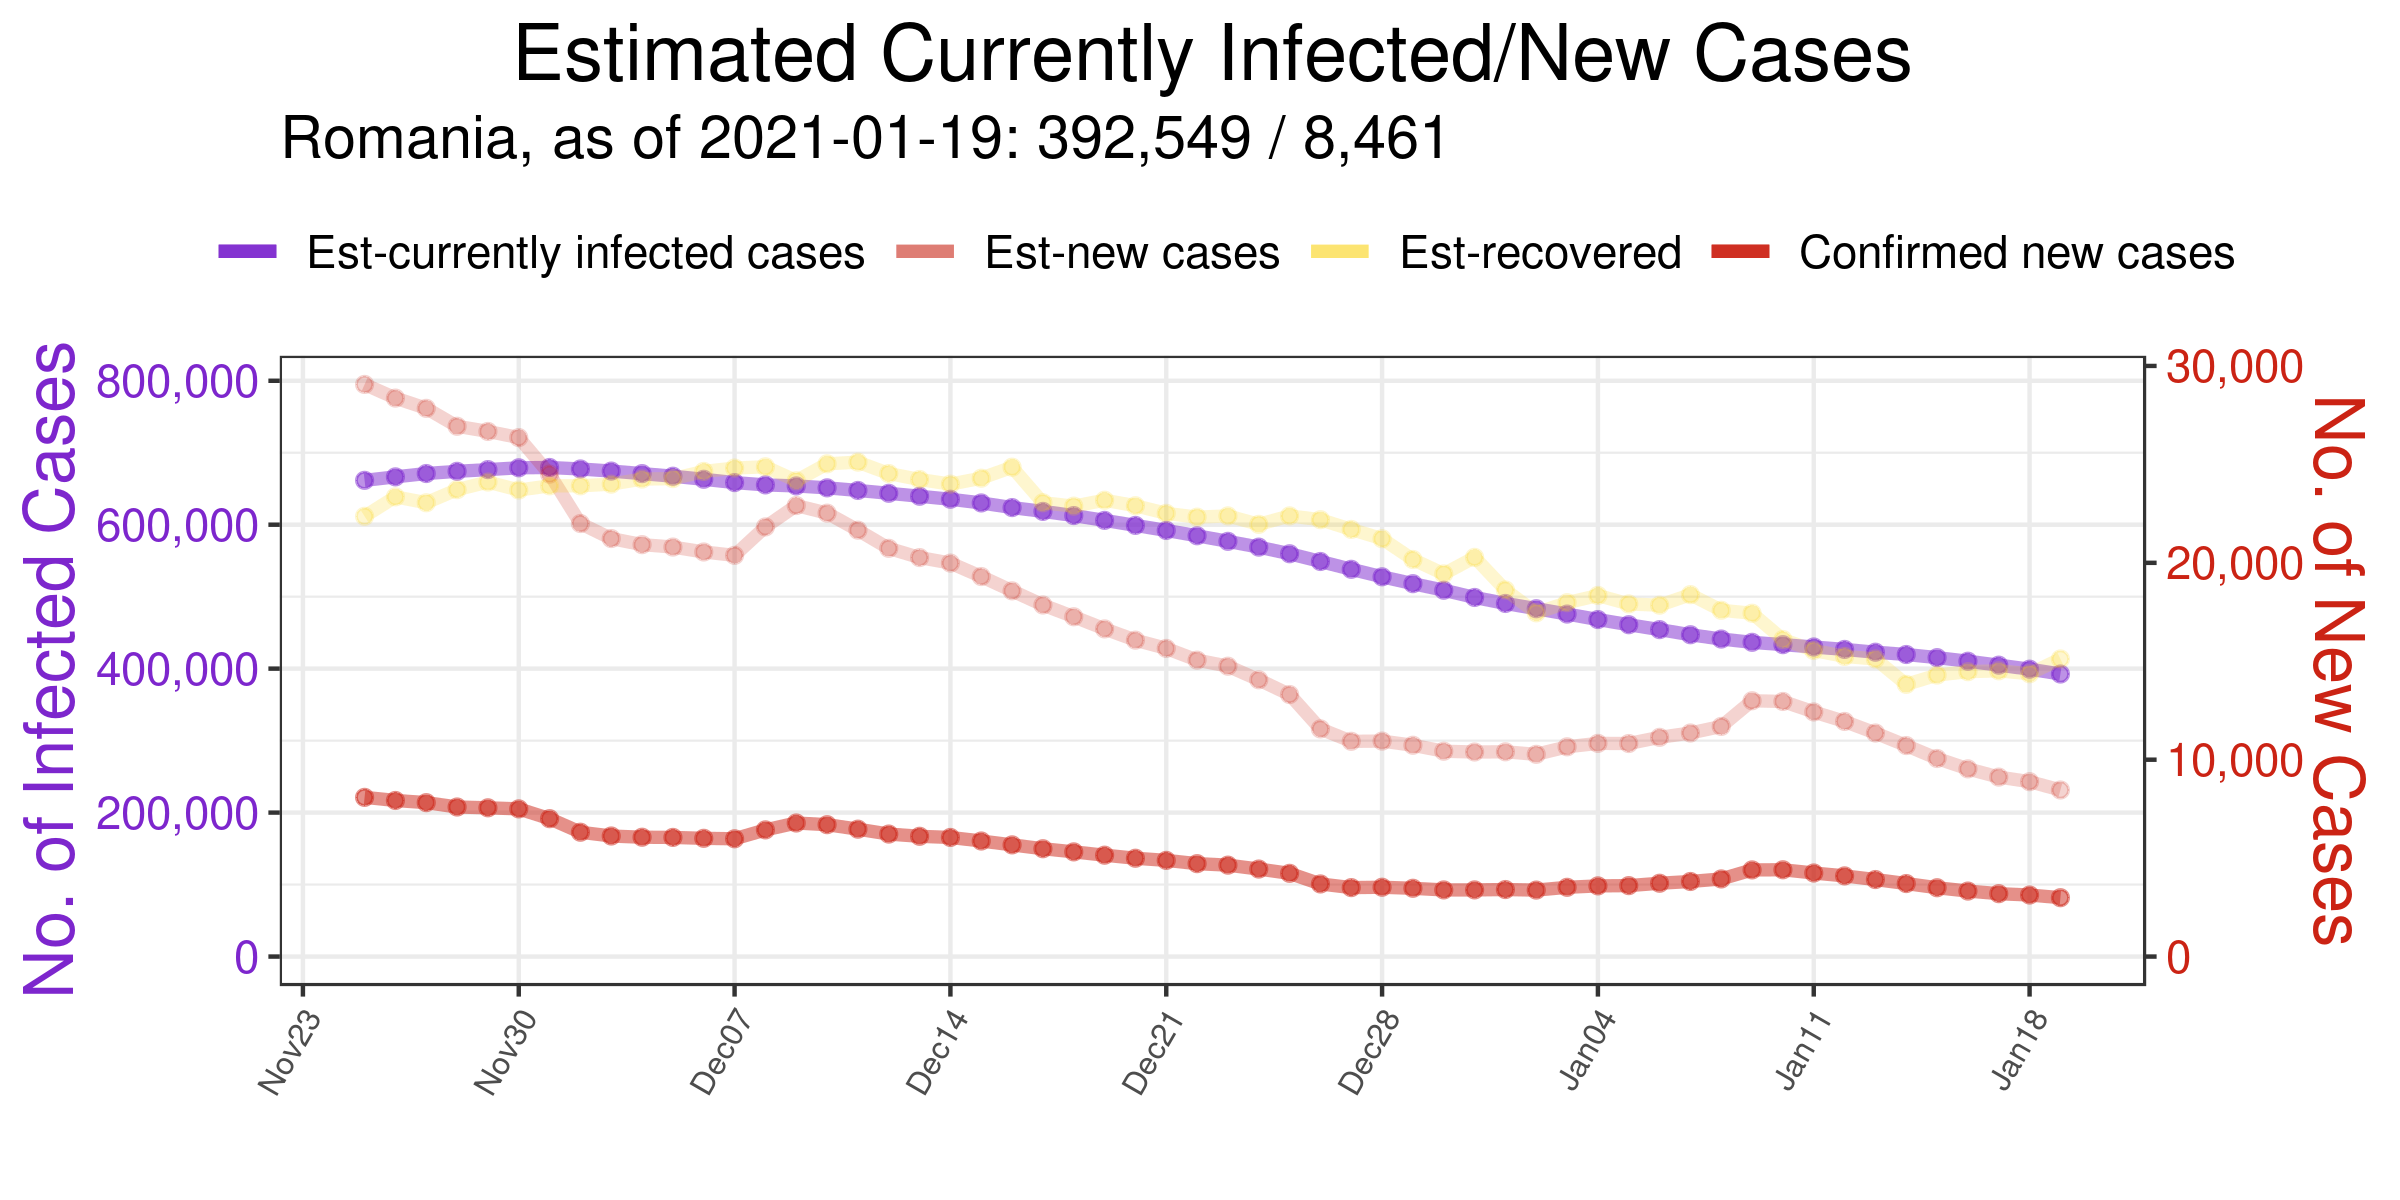 Estimated Currently Infected/New Cases
Romania, as of 2021-01-19: 392,549 / 8,461
Est-currently infected cases Est-new cases Est-recovered Confirmed new cases
No. of Infected Cases
800,000
600,000
400,000
200,000
0
30,000
20,000
10,000
0
No. of New Cases
Nov23 Nov30 Dec07 Dec14 Dec21 Dec28 Jan04 Jan11 Jan18